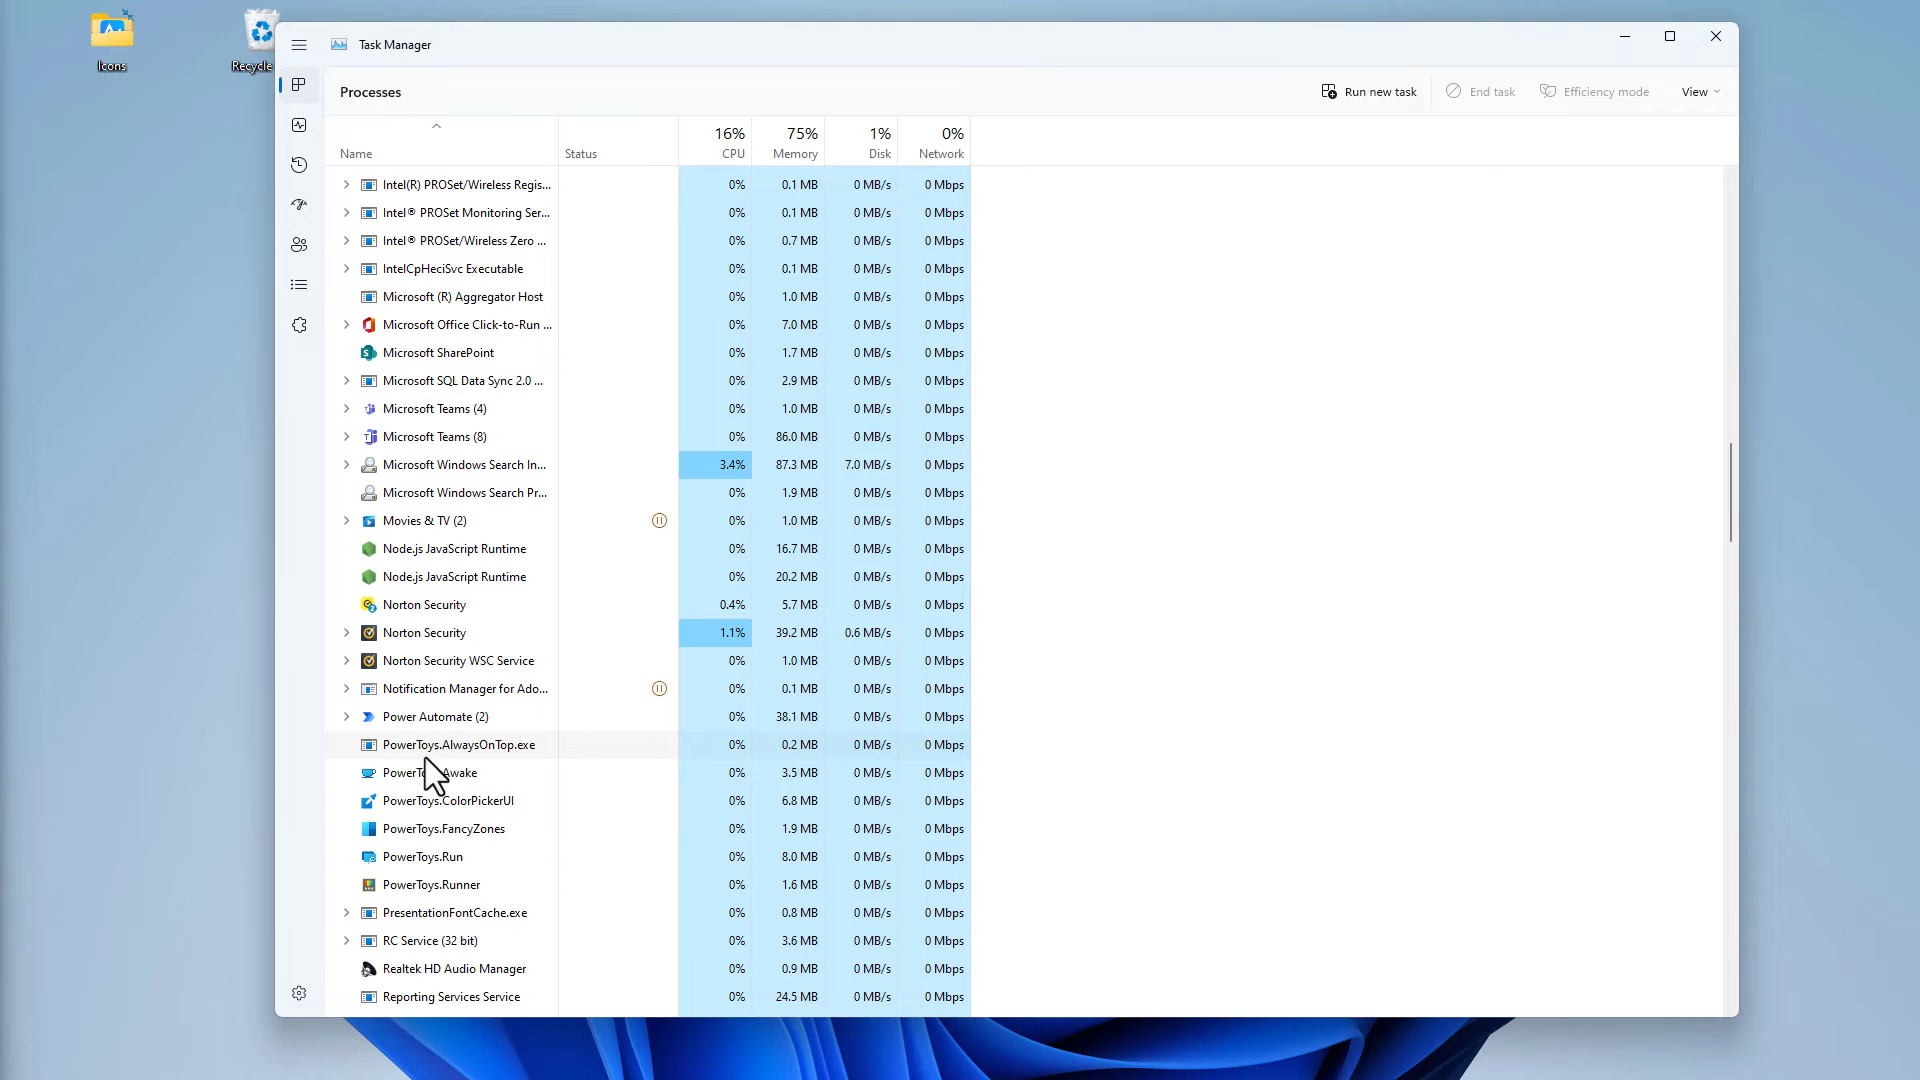 Icons
Recycle
Task Manager
Processes
Run new task
End task
Efficiency mode
View
Name
Status
16% CPU
75% Memory
1% Disk
0% Network
Intel(R) PROSet/Wireless Regis... 0% 0.1 MB 0 MB/s 0 Mbps
Intel® PROSet Monitoring Ser... 0% 0.1 MB 0 MB/s 0 Mbps
Intel® PROSet/Wireless Zero ... 0% 0.7 MB 0 MB/s 0 Mbps
IntelCpHeciSvc Executable 0% 0.1 MB 0 MB/s 0 Mbps
Microsoft (R) Aggregator Host 0% 1.0 MB 0 MB/s 0 Mbps
Microsoft Office Click-to-Run ... 0% 7.0 MB 0 MB/s 0 Mbps
Microsoft SharePoint 0% 1.7 MB 0 MB/s 0 Mbps
Microsoft SQL Data Sync 2.0 ... 0% 2.9 MB 0 MB/s 0 Mbps
Microsoft Teams (4) 0% 1.0 MB 0 MB/s 0 Mbps
Microsoft Teams (8) 0% 86.0 MB 0 MB/s 0 Mbps
Microsoft Windows Search In... 3.4% 87.3 MB 7.0 MB/s 0 Mbps
Microsoft Windows Search Pr... 0% 1.9 MB 0 MB/s 0 Mbps
Movies & TV (2) 0% 1.0 MB 0 MB/s 0 Mbps
Node.js JavaScript Runtime 0% 16.7 MB 0 MB/s 0 Mbps
Node.js JavaScript Runtime 0% 20.2 MB 0 MB/s 0 Mbps
Norton Security 0.4% 5.7 MB 0 MB/s 0 Mbps
Norton Security 1.1% 39.2 MB 0.6 MB/s 0 Mbps
Norton Security WSC Service 0% 1.0 MB 0 MB/s 0 Mbps
Notification Manager for Ado... 0% 0.1 MB 0 MB/s 0 Mbps
Power Automate (2) 0% 38.1 MB 0 MB/s 0 Mbps
PowerToys.AlwaysOnTop.exe 0% 0.2 MB 0 MB/s 0 Mbps
PowerToys.Awake 0% 3.5 MB 0 MB/s 0 Mbps
PowerToys.ColorPickerUI 0% 6.8 MB 0 MB/s 0 Mbps
PowerToys.FancyZones 0% 1.9 MB 0 MB/s 0 Mbps
PowerToys.Run 0% 8.0 MB 0 MB/s 0 Mbps
PowerToys.Runner 0% 1.6 MB 0 MB/s 0 Mbps
PresentationFontCache.exe 0% 0.8 MB 0 MB/s 0 Mbps
RC Service (32 bit) 0% 3.6 MB 0 MB/s 0 Mbps
Realtek HD Audio Manager 0% 0.9 MB 0 MB/s 0 Mbps
Reporting Services Service 0% 24.5 MB 0 MB/s 0 Mbps